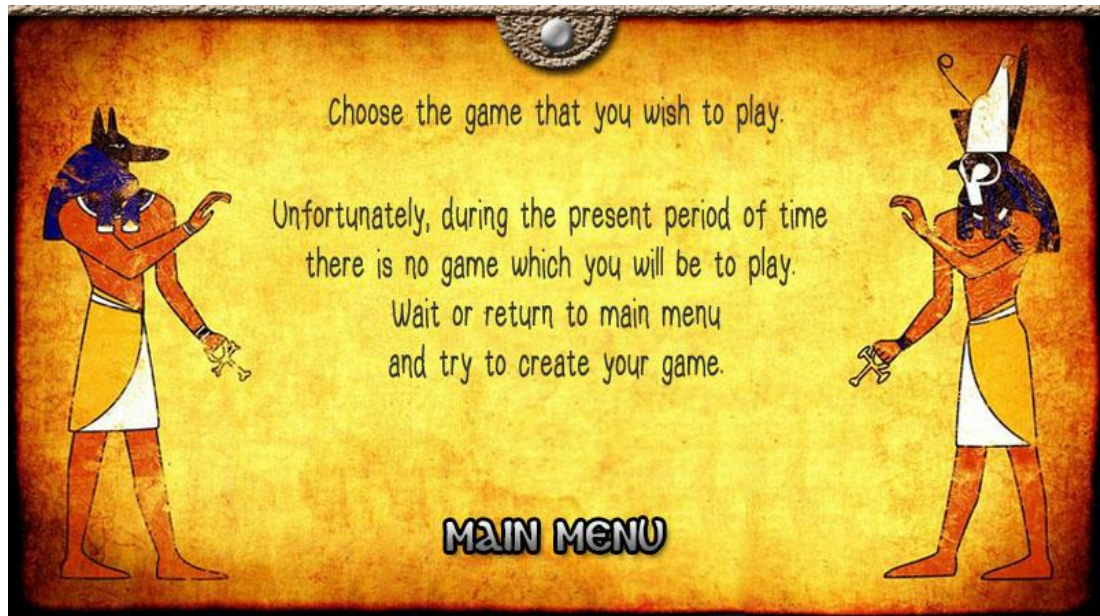 Choose the game that you wish to play.
Unfortunately, during the present period of time
there is no game which you will be to play.
Wait or return to main menu
and try to create your game.
MAIN MENU